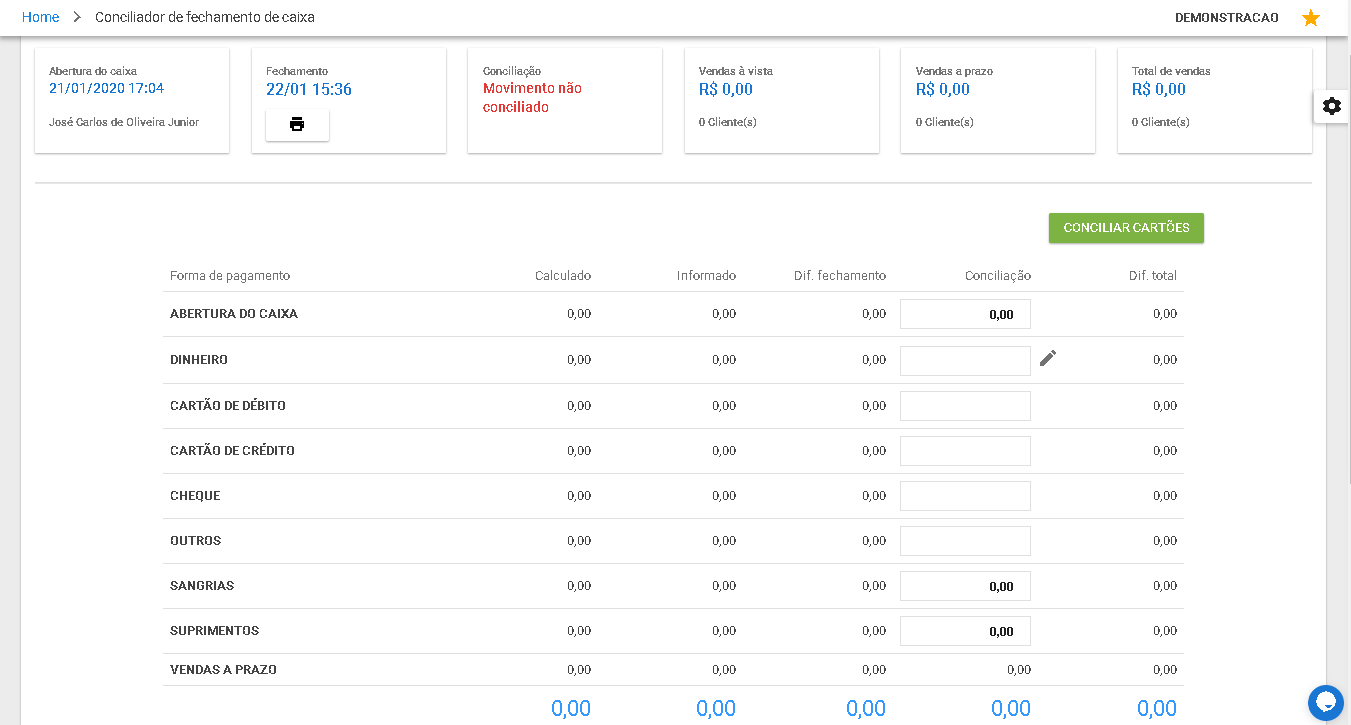 Home > Conciliador de fechamento de caixa DEMONSTRACAO
Abertura do caixa Fechamento Conciliação Vendas à vista Vendas a prazo Total de vendas
21/01/2020 17:04 22/01 15:36 Movimento não R$ 0,00 R$ 0,00 R$ 0,00
conciliado
José Carlos de Oliveira Junior 0 Cliente(s) 0 Cliente(s) 0 Cliente(s)
CONCILIAR CARTÕES
Forma de pagamento Calculado Informado Dif. fechamento Conciliação Dif. total
ABERTURA DO CAIXA 0,00 0,00 0,00 0,00 0,00
DINHEIRO 0,00 0,00 0,00 0,00
CARTÃO DE DÉBITO 0,00 0,00 0,00 0,00
CARTÃO DE CRÉDITO 0,00 0,00 0,00 0,00
CHEQUE 0,00 0,00 0,00 0,00
OUTROS 0,00 0,00 0,00 0,00
SANGRIAS 0,00 0,00 0,00 0,00 0,00
SUPRIMENTOS 0,00 0,00 0,00 0,00 0,00
VENDAS A PRAZO 0,00 0,00 0,00 0,00 0,00
0,00 0,00 0,00 0,00 0,00